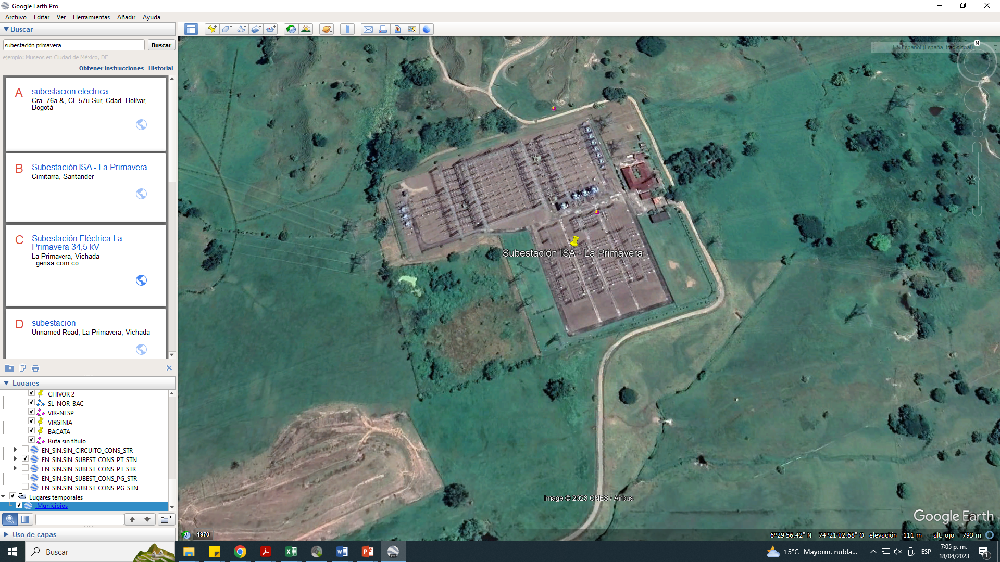 Google Earth Pro
Archivo Editar Ver Herramientas Añadir Ayuda
Buscar
subestaciòn primavera
Buscar
ejemplo: Museos en Ciudad de México, DF
Obtener instrucciones Historial
A
subestacion electrica
Cra. 76a &, Cl. 57u Sur, Cdad. Bolívar,
Bogotá
B
Subestación ISA - La Primavera
Cimitarra, Santander
C
Subestación Eléctrica La
Primavera 34,5 kV
La Primavera, Vichada
· gensa.com.co
D
subestacion
Unnamed Road, La Primavera, Vichada
Lugares
CHIVOR 2
SL-NOR-BAC
VIR-NESP
VIRGINIA
BACATA
Ruta sin título
EN_SIN.SIN_CIRCUITO_CONS_STR
EN_SIN.SIN_SUBEST_CONS_PT_STN
EN_SIN.SIN_SUBEST_CONS_PT_STR
EN_SIN.SIN_SUBEST_CONS_PG_STR
EN_SIN.SIN_SUBEST_CONS_PG_STN
Lugares temporales
.Municipios
Uso de capas
ES Español (España, tradicional)
N
Subestación ISA - La Primavera
Image © 2023 CNES / Airbus
Google Earth
1970
6°29'56.42" N 74°21'02.68" O elevación 111 m alt. ojo 793 m
Buscar
15°C Mayorm. nubla...
ESP
7:05 p. m.
18/04/2023
1